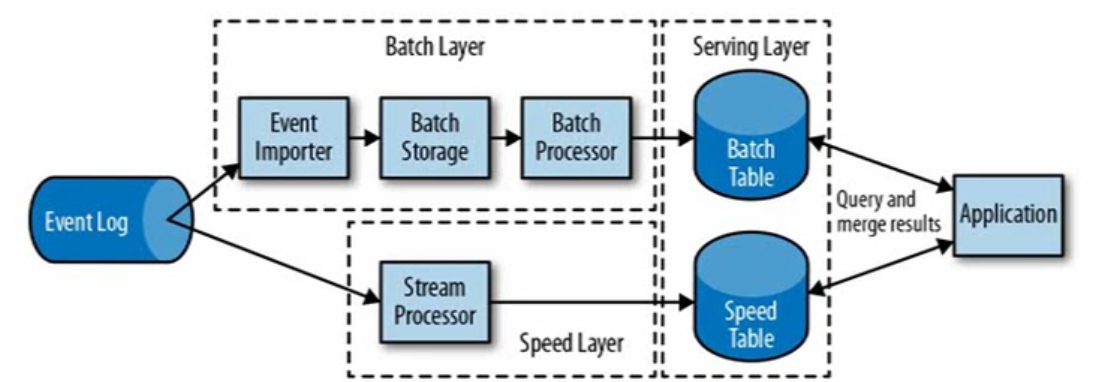 Batch Layer
Serving Layer
Event
Importer
Batch
Storage
Batch
Processor
Batch
Table
Event Log
Query and
merge results
Application
Stream
Processor
Speed
Table
Speed Layer